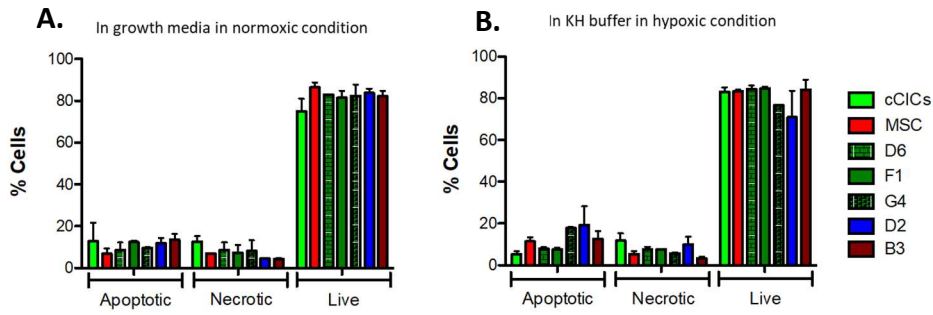 A.
In growth media in normoxic condition
100
80
60
40
20
0
% Cells
Apoptotic
Necrotic
Live
B.
In KH buffer in hypoxic condition
100
80
60
40
20
0
% Cells
Apoptotic
Necrotic
Live
cCICs
MSC
D6
F1
G4
D2
B3